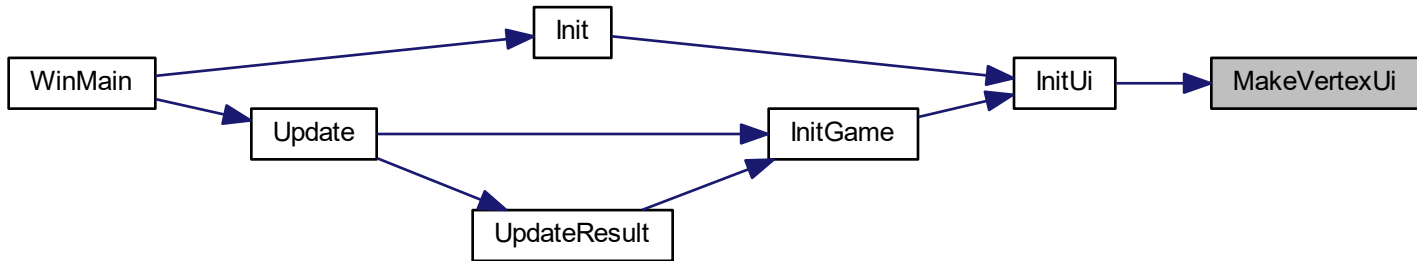 WinMain
Init
Update
UpdateResult
InitGame
InitUi
MakeVertexUi